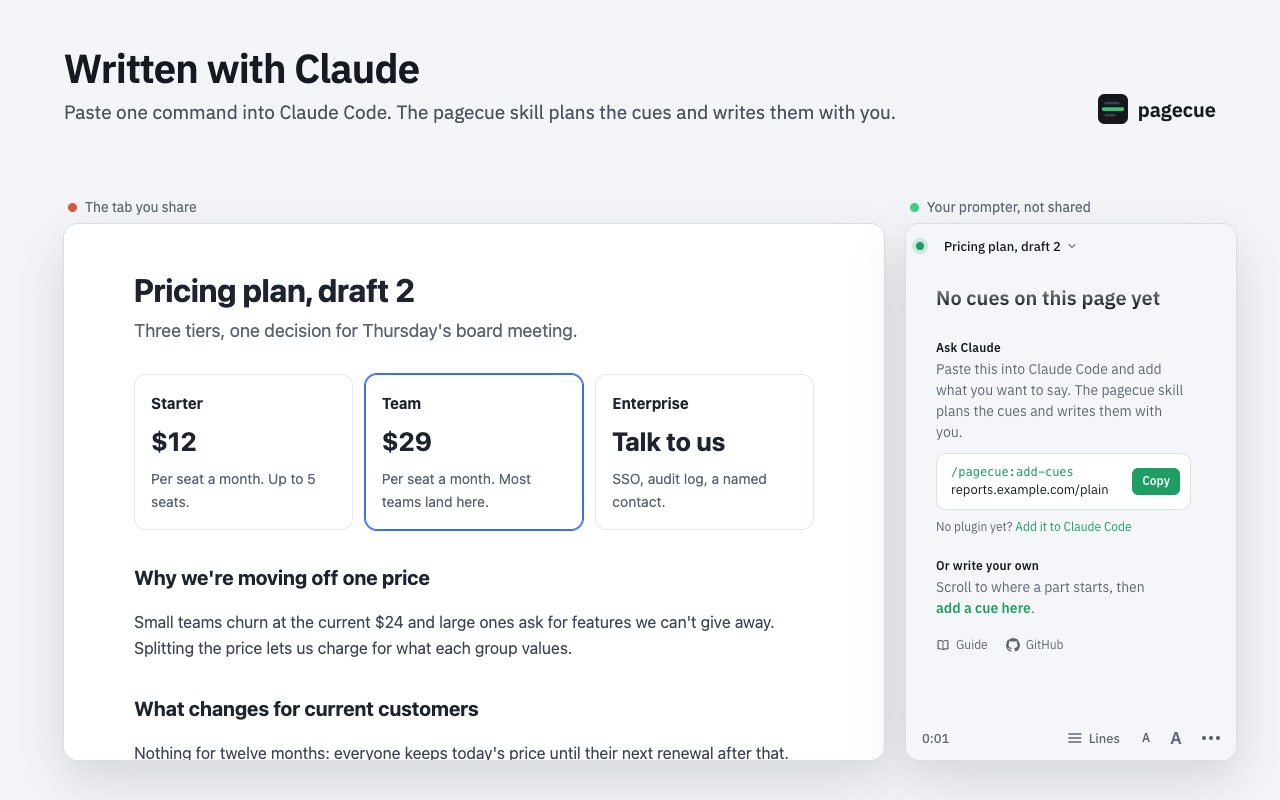 Written with Claude
Paste one command into Claude Code. The pagecue skill plans the cues and writes them with you.
pagecue
The tab you share
Pricing plan, draft 2
Three tiers, one decision for Thursday's board meeting.
Starter
$12
Per seat a month. Up to 5
seats.
Team
$29
Per seat a month. Most
teams land here.
Enterprise
Talk to us
SSO, audit log, a named
contact.
Why we're moving off one price
Small teams churn at the current $24 and large ones ask for features we can't give away.
Splitting the price lets us charge for what each group values.
What changes for current customers
Nothing for twelve months: everyone keeps today's price until their next renewal after that.
Your prompter, not shared
Pricing plan, draft 2
No cues on this page yet
Ask Claude
Paste this into Claude Code and add
what you want to say. The pagecue skill
plans the cues and writes them with
you.
/pagecue:add-cues
reports.example.com/plain
Copy
No plugin yet? Add it to Claude Code
Or write your own
Scroll to where a part starts, then
add a cue here.
Guide
GitHub
0:01
Lines
A
A